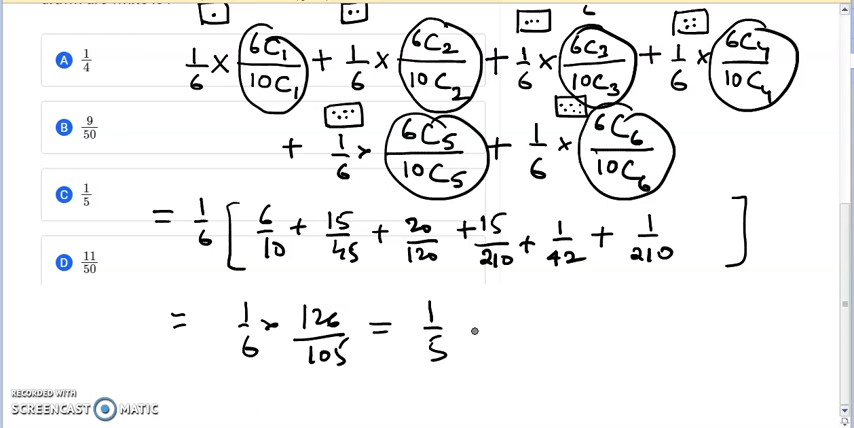 A 1/4
B 9/50
C 1/5
D 11/50
1/6 × 6C1/10C1 + 1/6 × 6C2/10C2 + 1/6 × 6C3/10C3 + 1/6 × 6C4/10C4
+ 1/6 × 6C5/10C5 + 1/6 × 6C6/10C6
= 1/6 [ 6/10 + 15/45 + 20/120 + 15/210 + 1/42 + 1/210 ]
= 1/6 × 126/105 = 1/5
RECORDED WITH
SCREENCAST MATIC